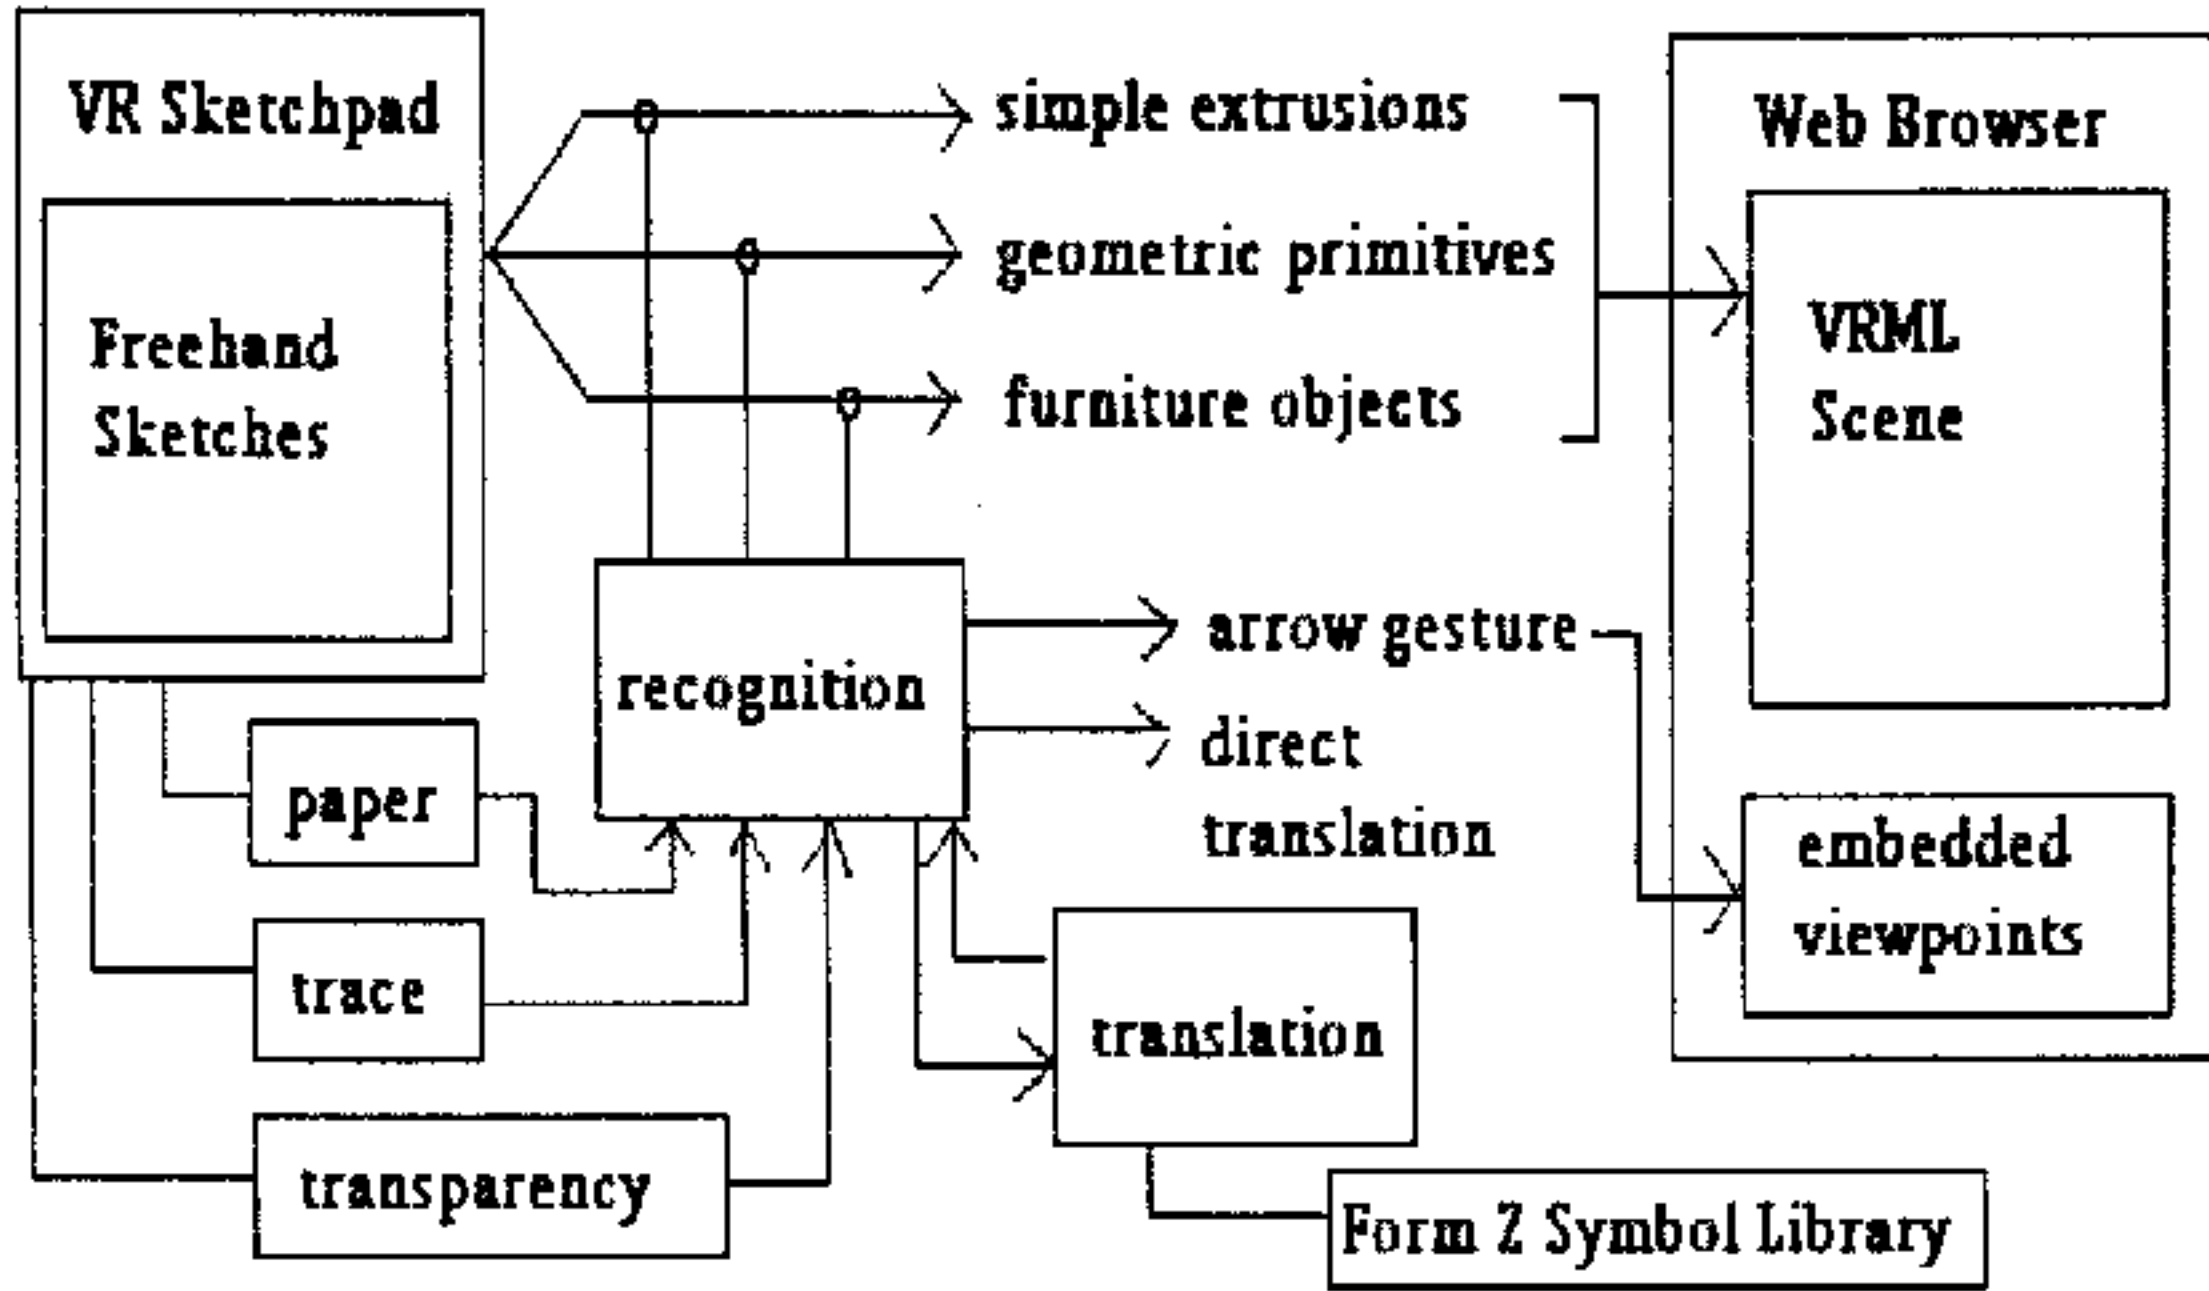 VR Sketchpad
Freehand
Sketches
simple extrusions
geometric primitives
furniture objects
Web Browser
VRML
Scene
recognition
arrow gesture
direct
translation
paper
trace
transparency
translation
Form Z Symbol Library
embedded
viewpoints